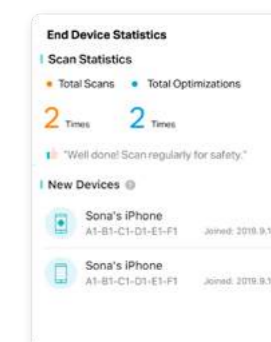 End Device Statistics
Scan Statistics
Total Scans Total Optimizations
2 Times 2 Times
"Well done! Scan regularly for safety."
New Devices
Sona's iPhone
A1-B1-C1-D1-E1-F1 Joined: 2019.9.1
Sona's iPhone
A1-B1-C1-D1-E1-F1 Joined: 2019.9.1